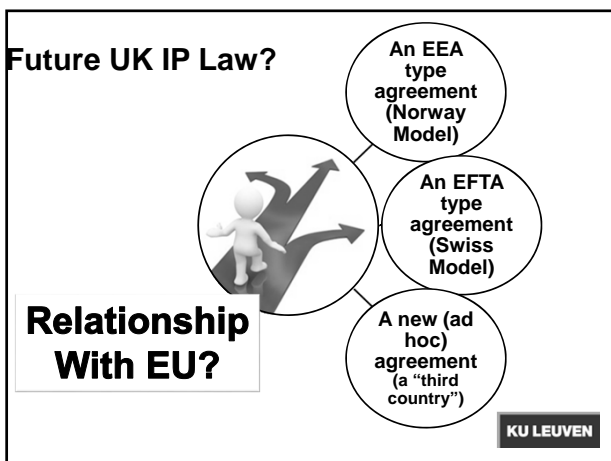 Future UK IP Law?
An EEA
type
agreement
(Norway
Model)
An EFTA
type
agreement
(Swiss
Model)
A new (ad
hoc)
agreement
(a “third
country”)
Relationship
With EU?
KU LEUVEN